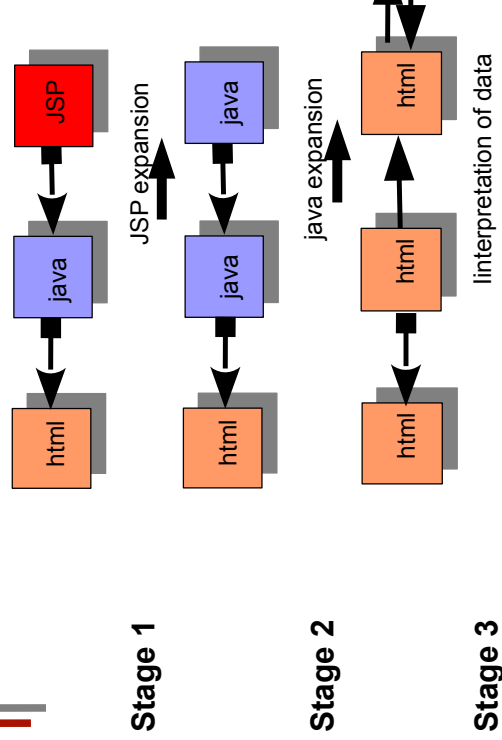 html java JSP
Stage 1 JSP expansion
html java java
Stage 2 java expansion
html html html
Stage 3 Iinterpretation of data